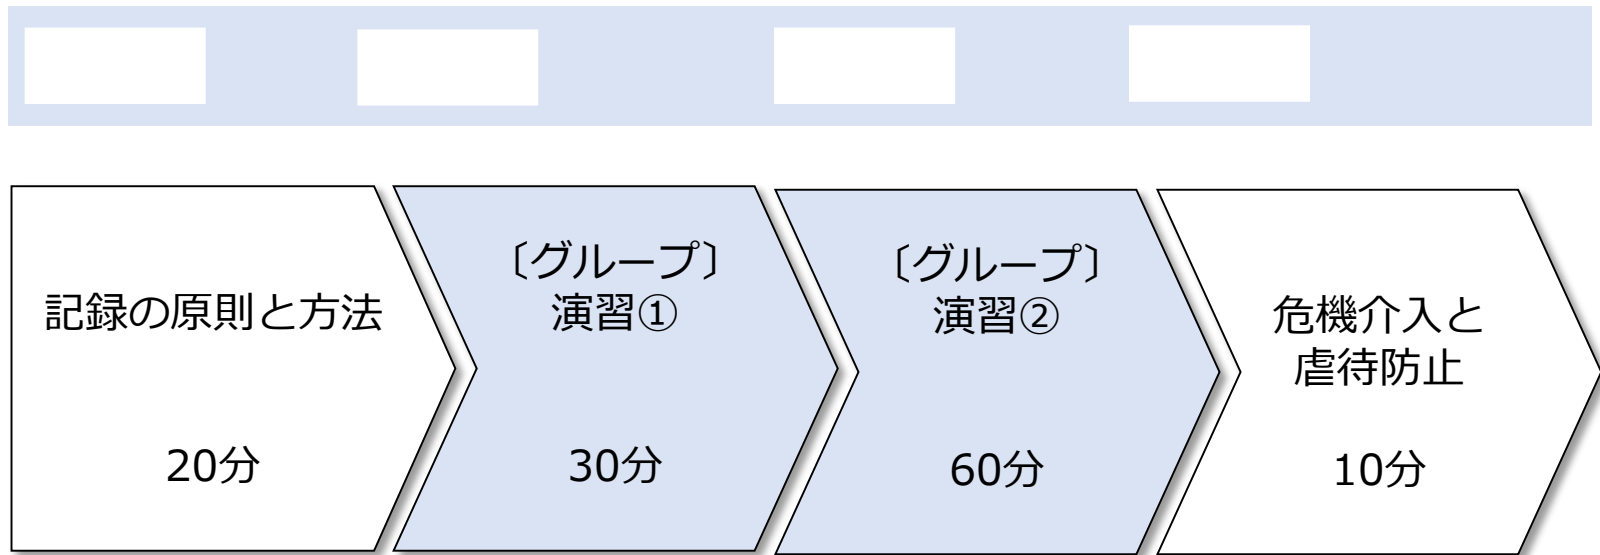 記録の原則と方法
20分
〔グループ〕
演習①
30分
〔グループ〕
演習②
60分
危機介入と
虐待防止
10分